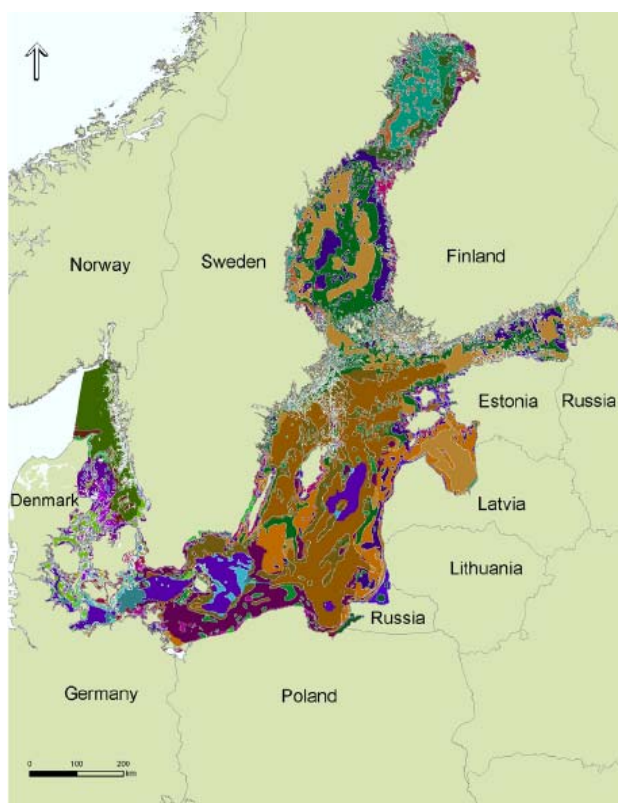 Norway
Sweden
Finland
Estonia
Russia
Denmark
Latvia
Lithuania
Russia
Germany
Poland
0 100 200
km